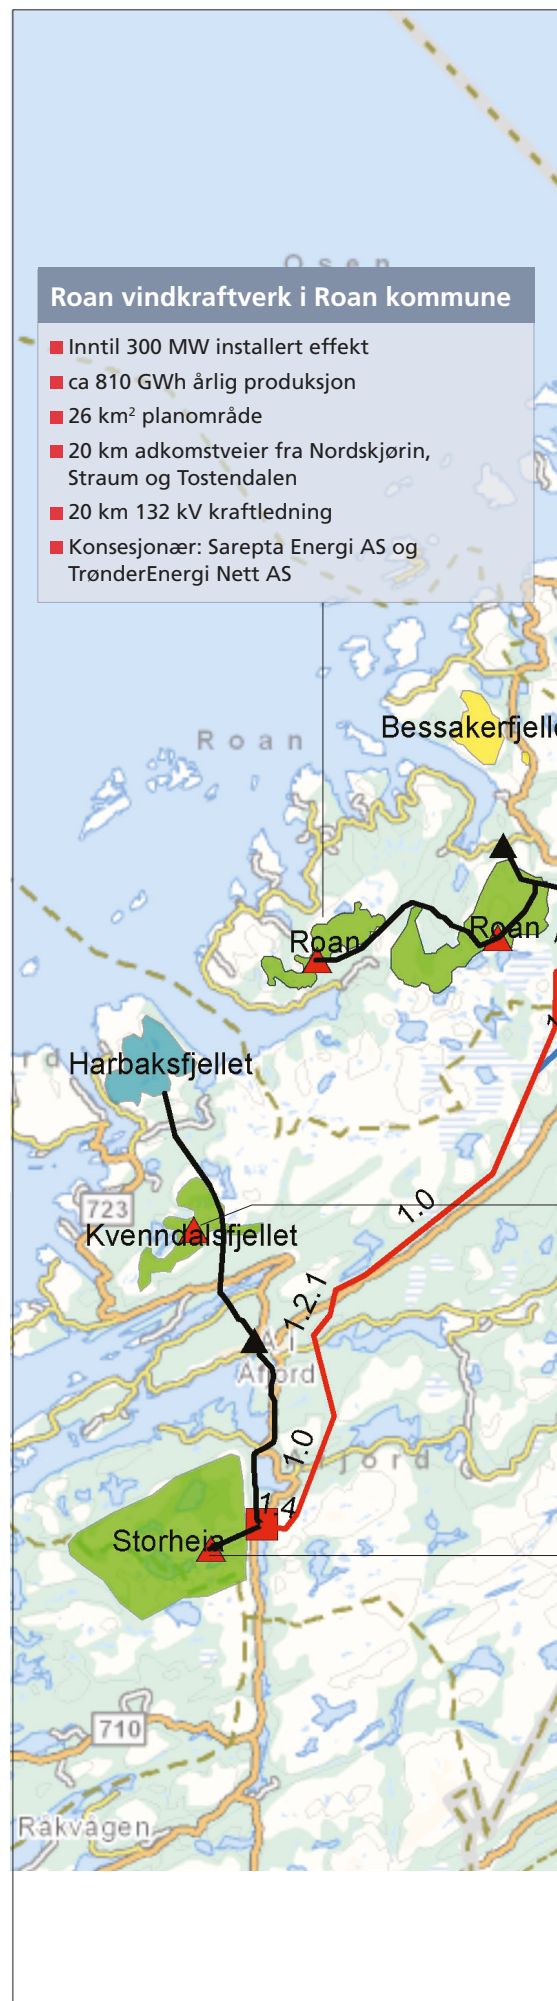 Osen
Roan vindkraftverk i Roan kommune
Inntil 300 MW installert effekt
ca 810 GWh årlig produksjon
26 km² planområde
20 km adkomstveier fra Nordskjørin,
Straum og Tostendalen
20 km 132 kV kraftledning
Konsesjonær: Sarepta Energi AS og
TrønderEnergi Nett AS
Bessakerfjelle
Roan
Roan
Roan
Harbaksfjellet
723
1.0
Kvenndalsfjellet
1.2.1
Åfjord
1.0
jord
1.4
Storheia
710
Råkvågen